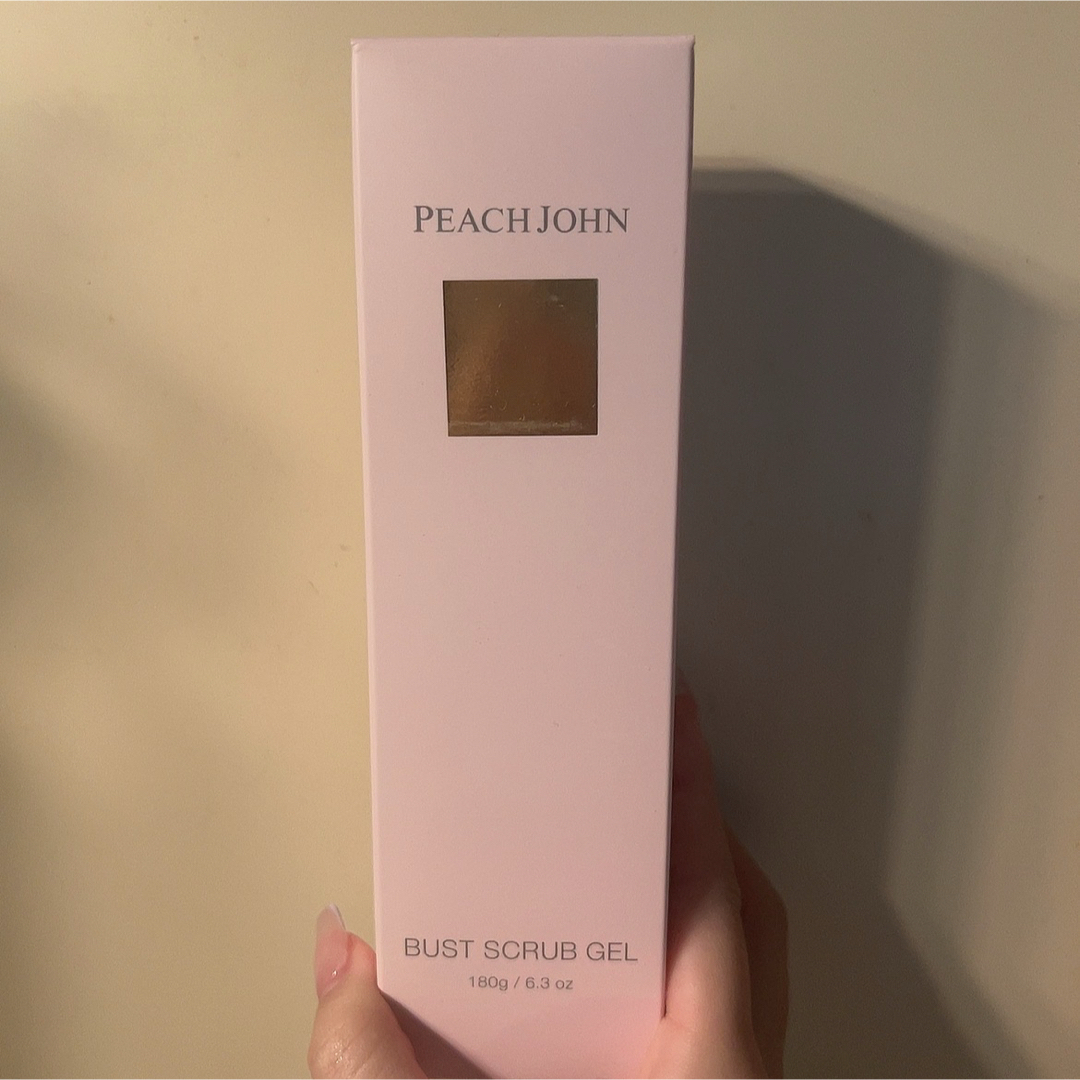 PEACH JOHN
BUST SCRUB GEL
180g / 6.3 oz